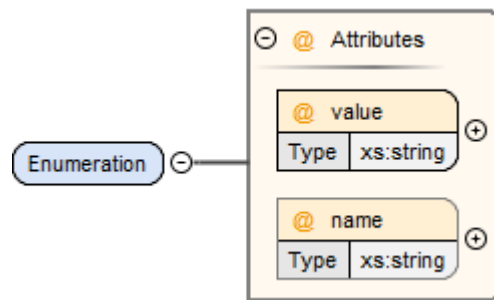 @ Attributes
@ value
Type xs:string
Enumeration
@ name
Type xs:string